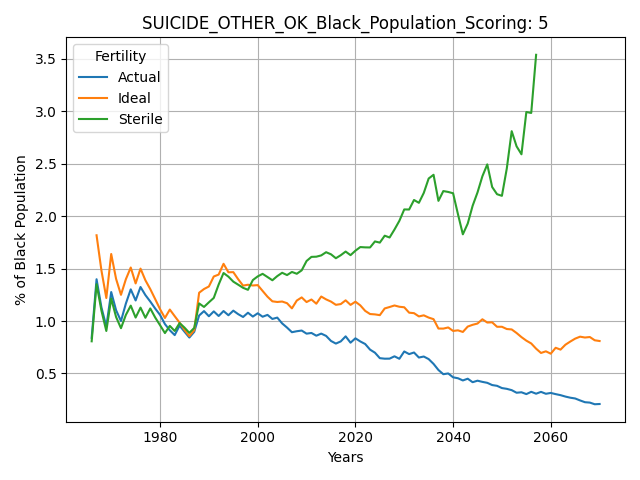 SUICIDE_OTHER_OK_Black_Population_Scoring: 5
Fertility
Actual
Ideal
Sterile
% of Black Population
3.5
3.0
2.5
2.0
1.5
1.0
0.5
1980
2000
2020
2040
2060
Years